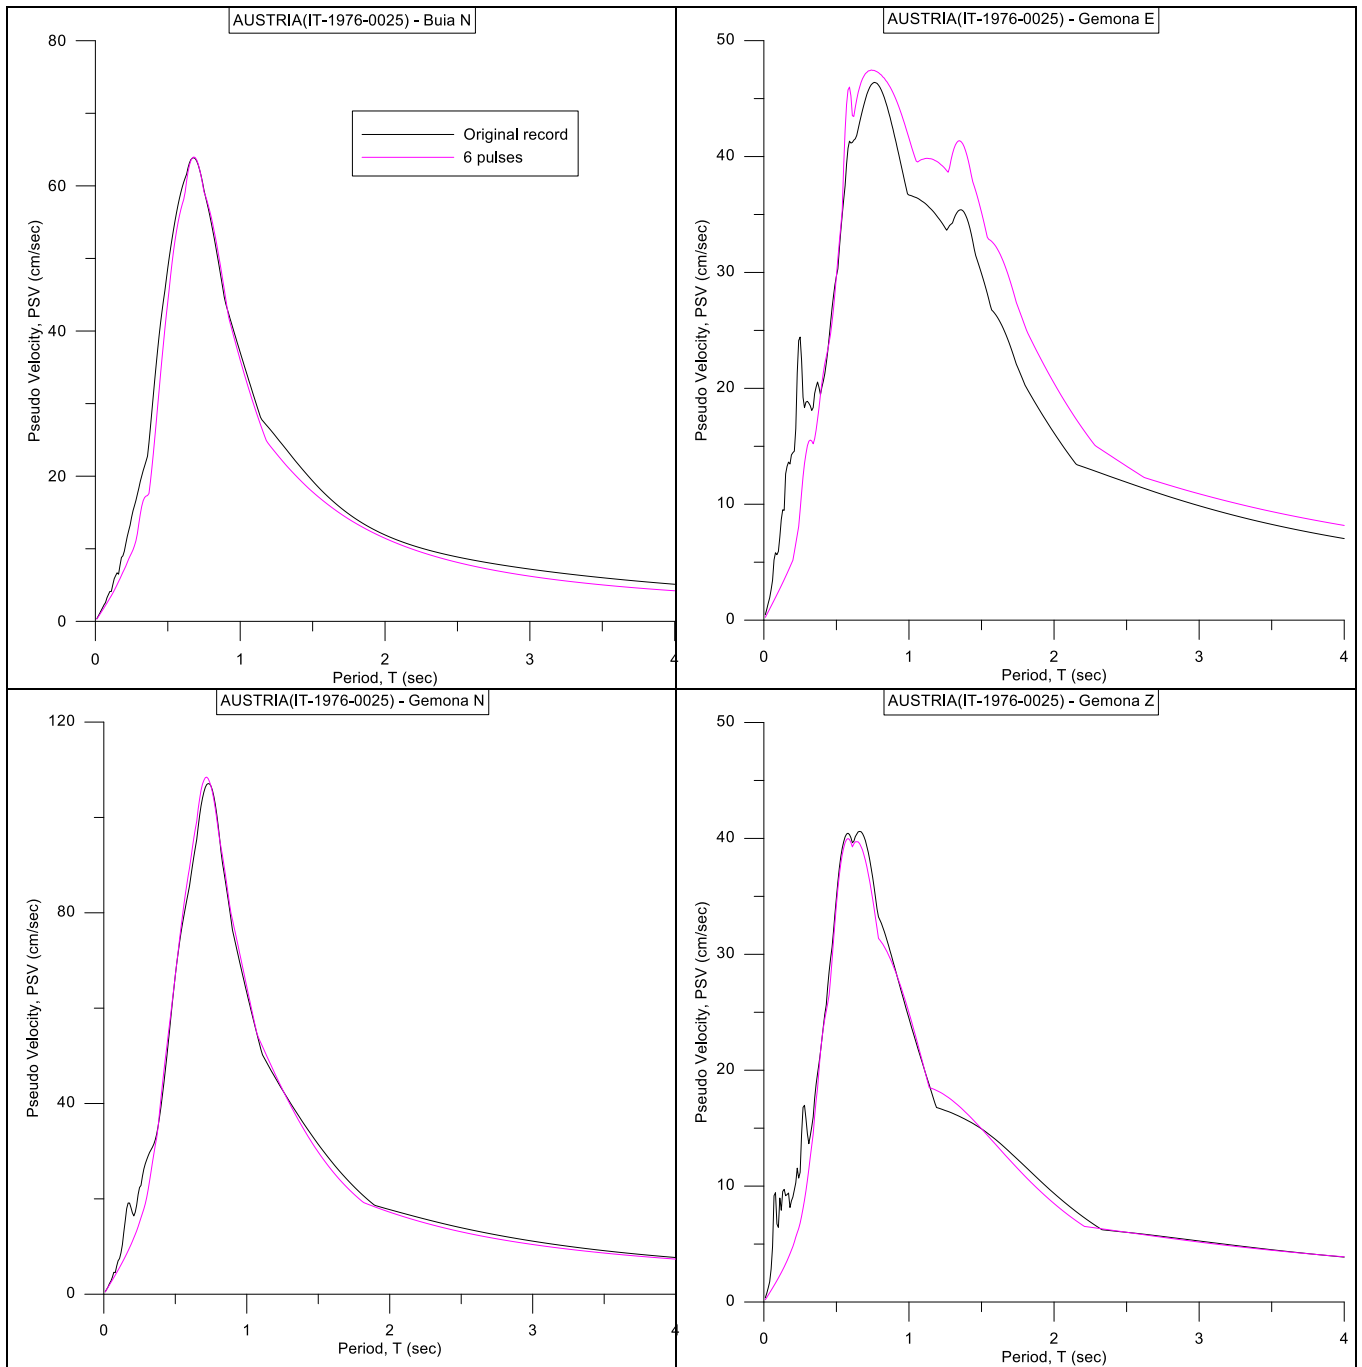 AUSTRIA(IT-1976-0025) - Buia N
80
60
40
20
0
Pseudo Velocity, PSV (cm/sec)
Original record
6 pulses
0 1 2 3 4
Period, T (sec)
AUSTRIA(IT-1976-0025) - Gemona E
50
40
30
20
10
0
Pseudo Velocity, PSV (cm/sec)
0 1 2 3 4
Period, T (sec)
AUSTRIA(IT-1976-0025) - Gemona N
120
80
40
0
Pseudo Velocity, PSV (cm/sec)
0 1 2 3 4
Period, T (sec)
AUSTRIA(IT-1976-0025) - Gemona Z
50
40
30
20
10
0
Pseudo Velocity, PSV (cm/sec)
0 1 2 3 4
Period, T (sec)